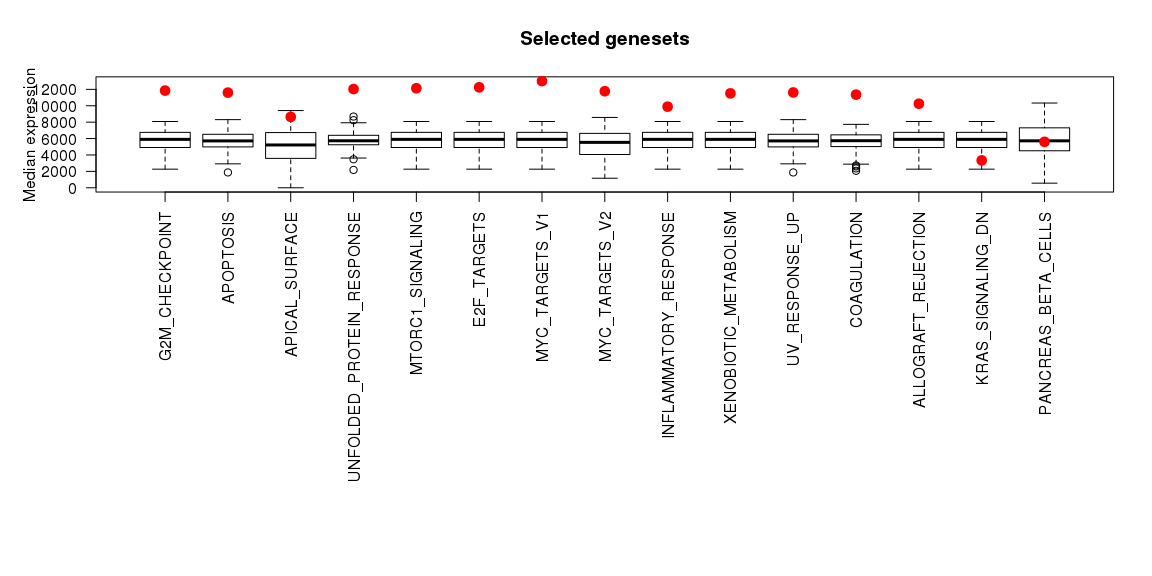 Selected genesets
Median expression
12000
10000
8000
6000
4000
2000
0
G2M_CHECKPOINT
APOPTOSIS
APICAL_SURFACE
UNFOLDED_PROTEIN_RESPONSE
MTORC1_SIGNALING
E2F_TARGETS
MYC_TARGETS_V1
MYC_TARGETS_V2
INFLAMMATORY_RESPONSE
XENOBIOTIC_METABOLISM
UV_RESPONSE_UP
COAGULATION
ALLOGRAFT_REJECTION
KRAS_SIGNALING_DN
PANCREAS_BETA_CELLS